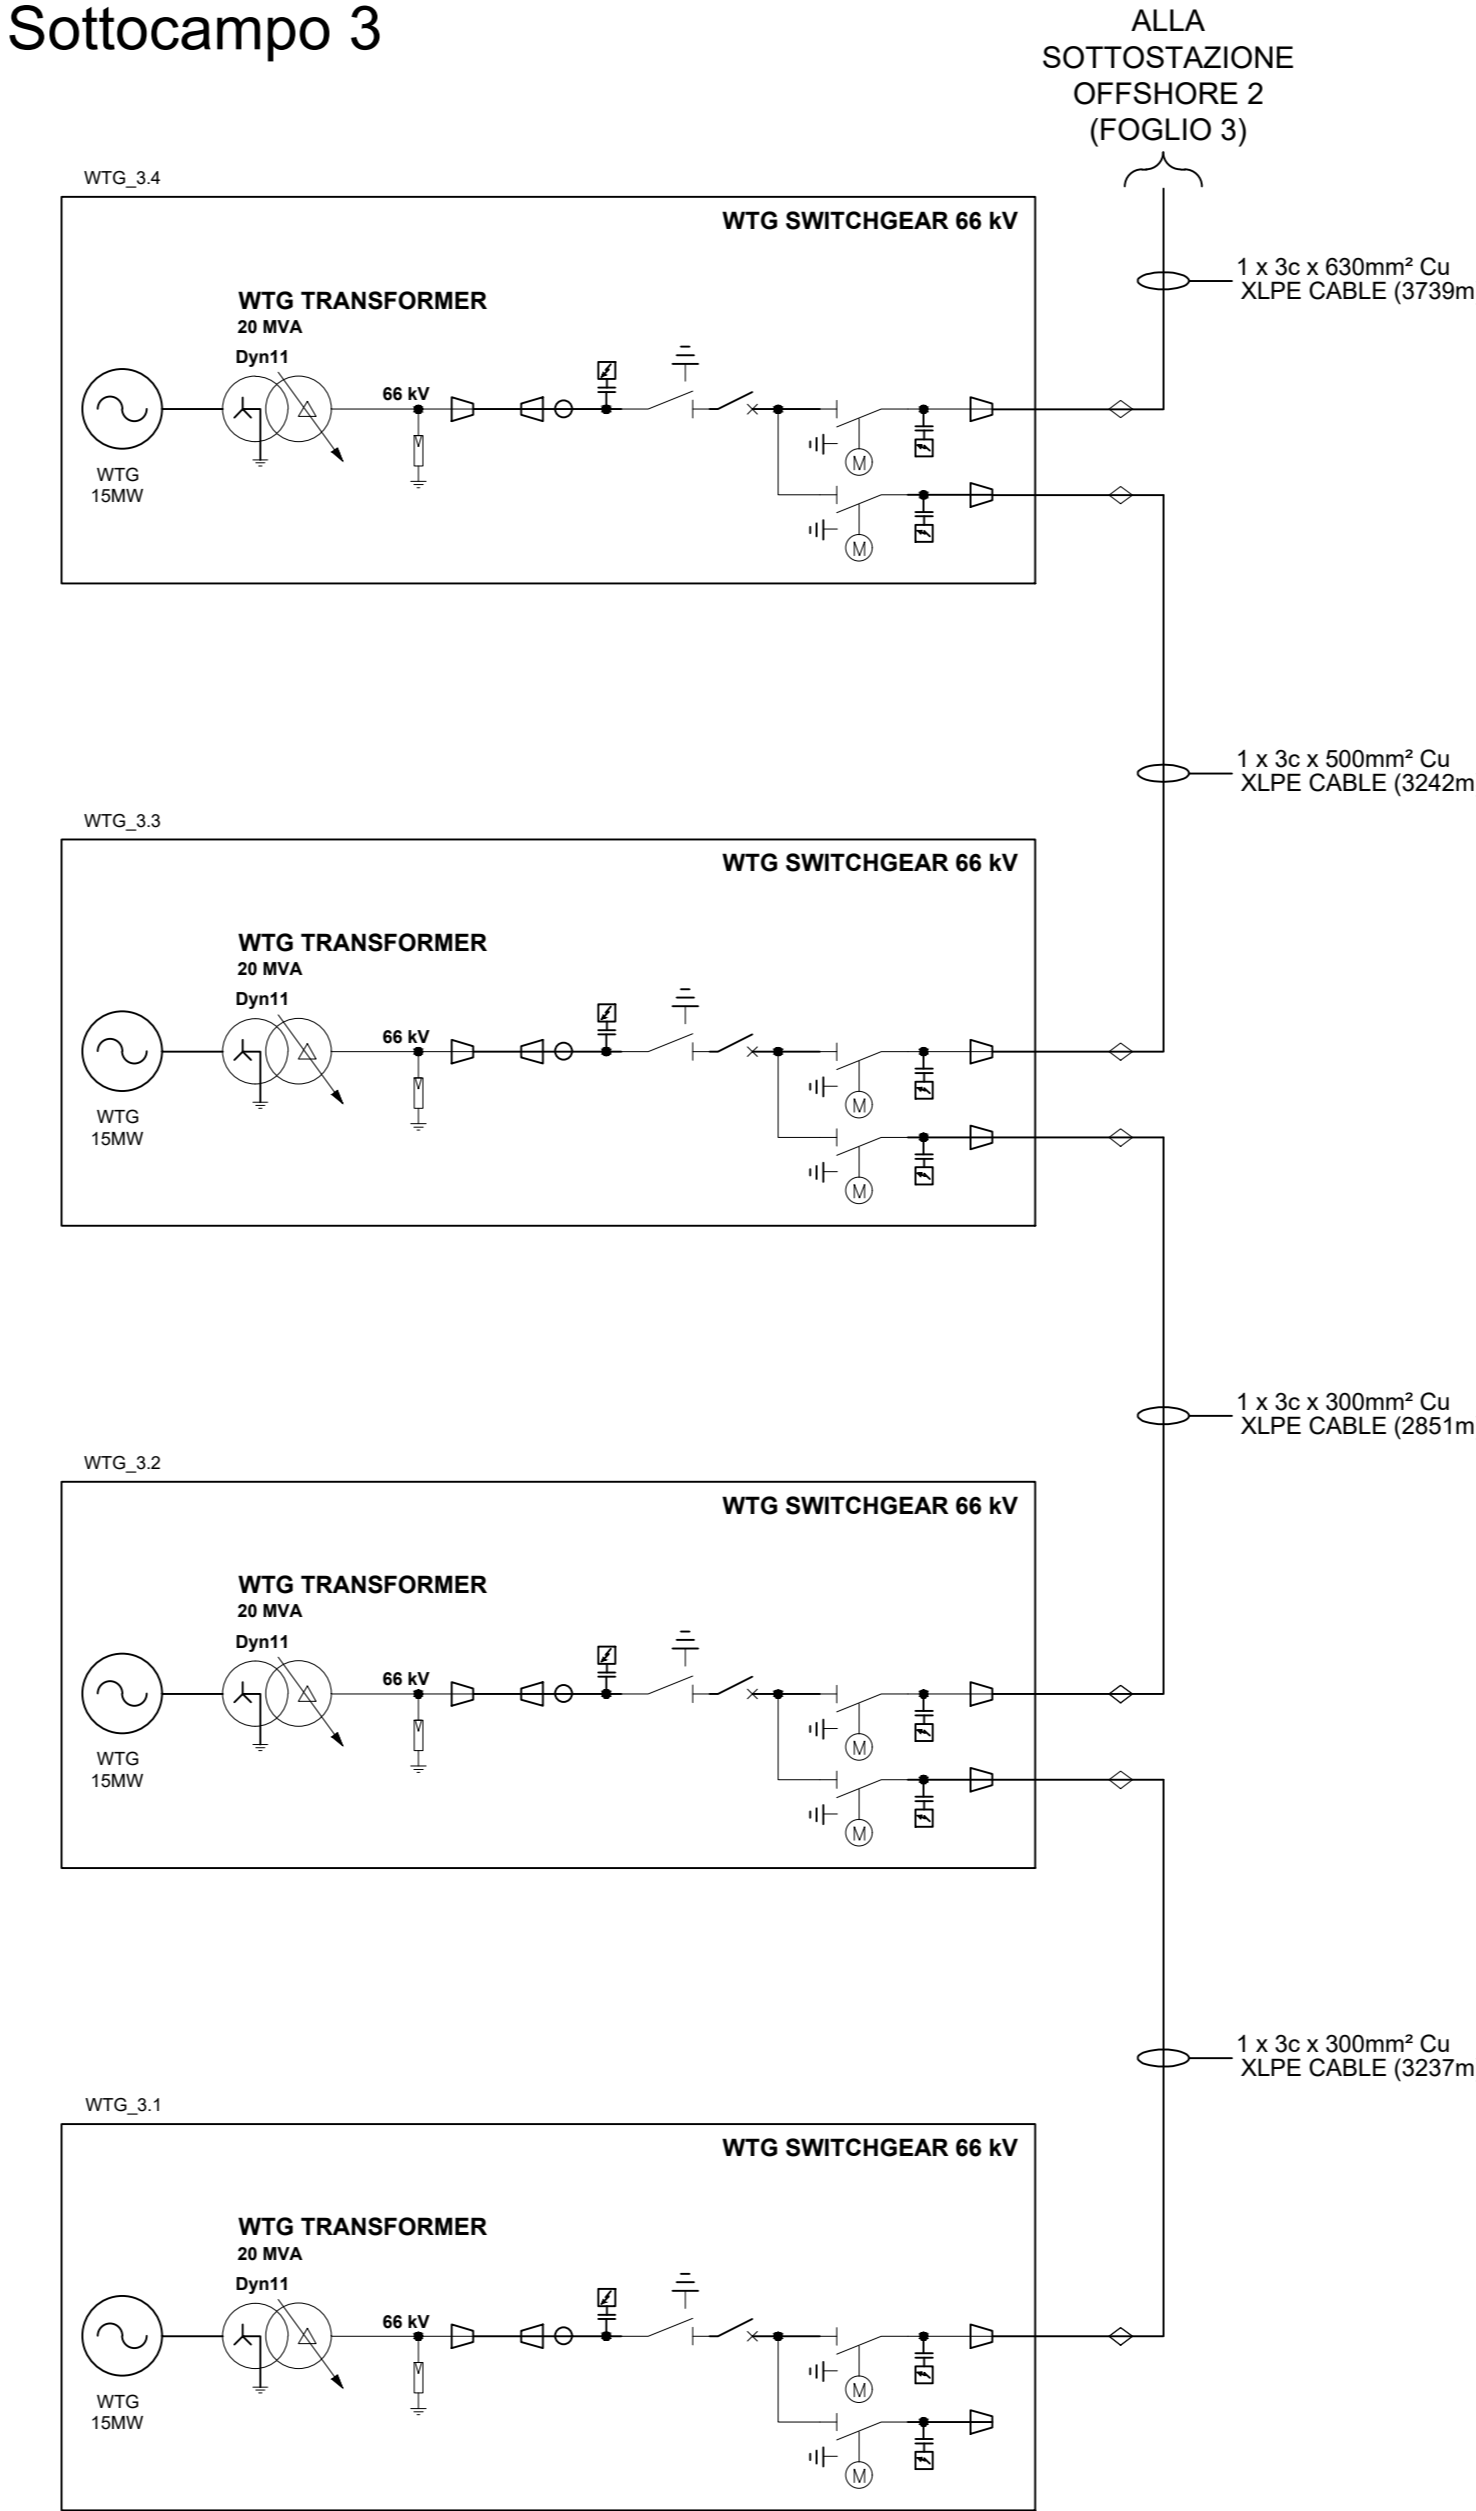 Sottocampo 3
ALLA
SOTTOSTAZIONE
OFFSHORE 2
(FOGLIO 3)
WTG_3.4
WTG SWITCHGEAR 66 kV
1 x 3c x 630mm² Cu
XLPE CABLE (3739m
WTG TRANSFORMER
20 MVA
Dyn11
66 kV
WTG
15MW
M
M
1 x 3c x 500mm² Cu
XLPE CABLE (3242m
WTG_3.3
WTG SWITCHGEAR 66 kV
WTG TRANSFORMER
20 MVA
Dyn11
66 kV
WTG
15MW
M
M
1 x 3c x 300mm² Cu
XLPE CABLE (2851m
WTG_3.2
WTG SWITCHGEAR 66 kV
WTG TRANSFORMER
20 MVA
Dyn11
66 kV
WTG
15MW
M
M
1 x 3c x 300mm² Cu
XLPE CABLE (3237m
WTG_3.1
WTG SWITCHGEAR 66 kV
WTG TRANSFORMER
20 MVA
Dyn11
66 kV
WTG
15MW
M
M